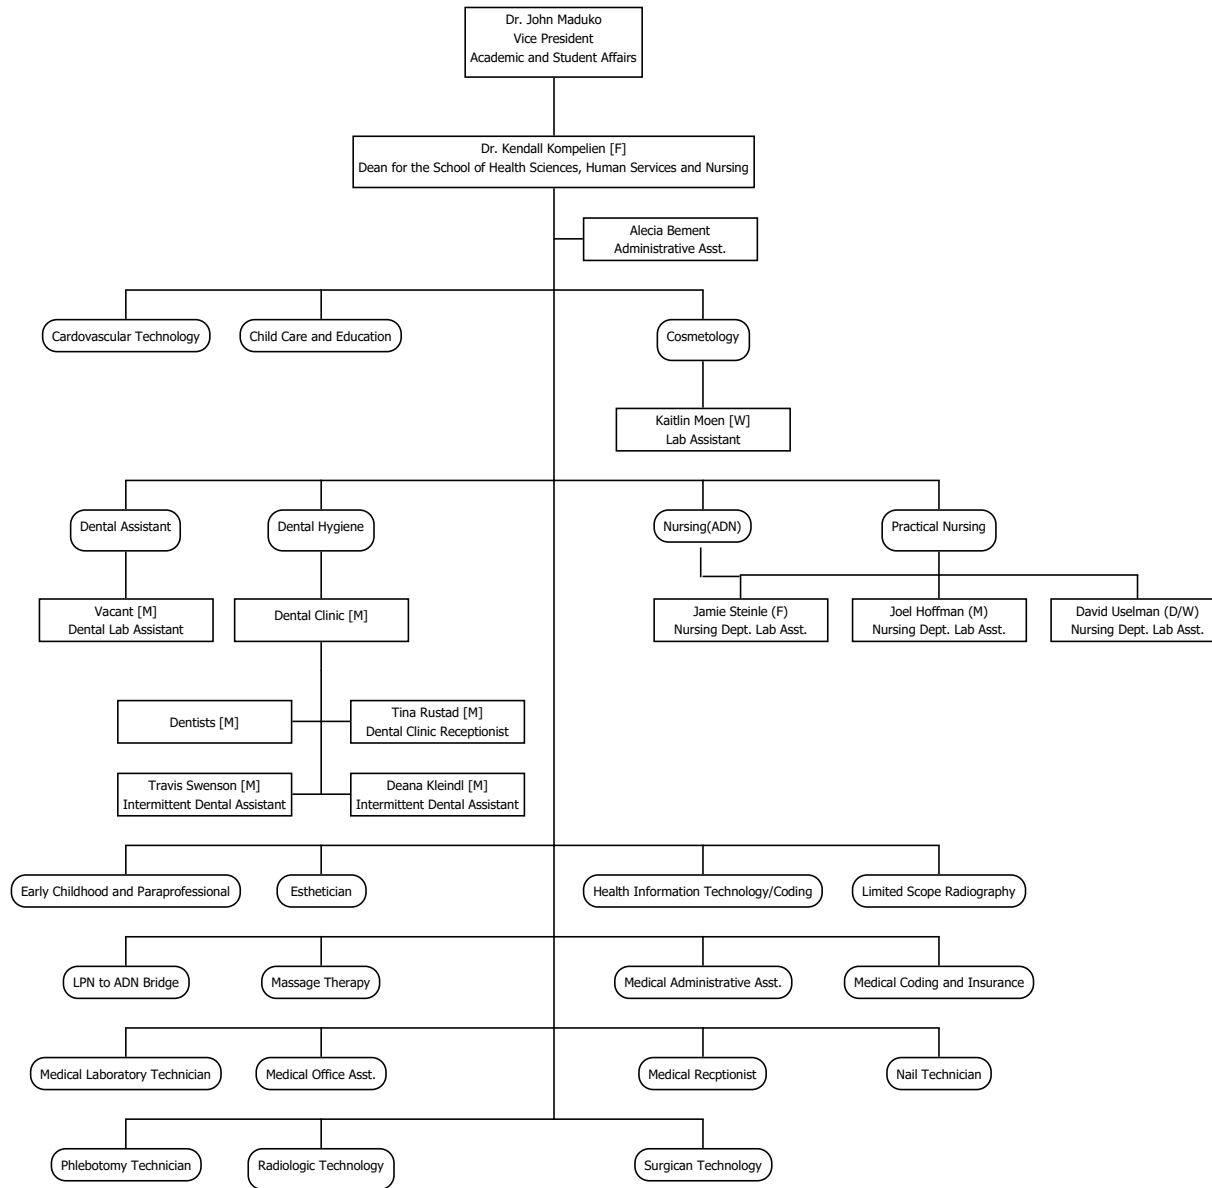 Dr. John Maduko
Vice President
Academic and Student Affairs
Dr. Kendall Kompelien [F]
Dean for the School of Health Sciences, Human Services and Nursing
Alecia Bement
Administrative Asst.
Cardovascular Technology
Child Care and Education
Cosmetology
Kaitlin Moen [W]
Lab Assistant
Dental Assistant
Dental Hygiene
Nursing(ADN)
Practical Nursing
Vacant [M]
Dental Lab Assistant
Dental Clinic [M]
Jamie Steinle (F)
Nursing Dept. Lab Asst.
Joel Hoffman (M)
Nursing Dept. Lab Asst.
David Uselman (D/W)
Nursing Dept. Lab Asst.
Dentists [M]
Tina Rustad [M]
Dental Clinic Receptionist
Travis Swenson [M]
Intermittent Dental Assistant
Deana Kleindl [M]
Intermittent Dental Assistant
Early Childhood and Paraprofessional
Esthetician
Health Information Technology/Coding
Limited Scope Radiography
LPN to ADN Bridge
Massage Therapy
Medical Administrative Asst.
Medical Coding and Insurance
Medical Laboratory Technician
Medical Office Asst.
Medical Recptionist
Nail Technician
Phlebotomy Technician
Radiologic Technology
Surgican Technology